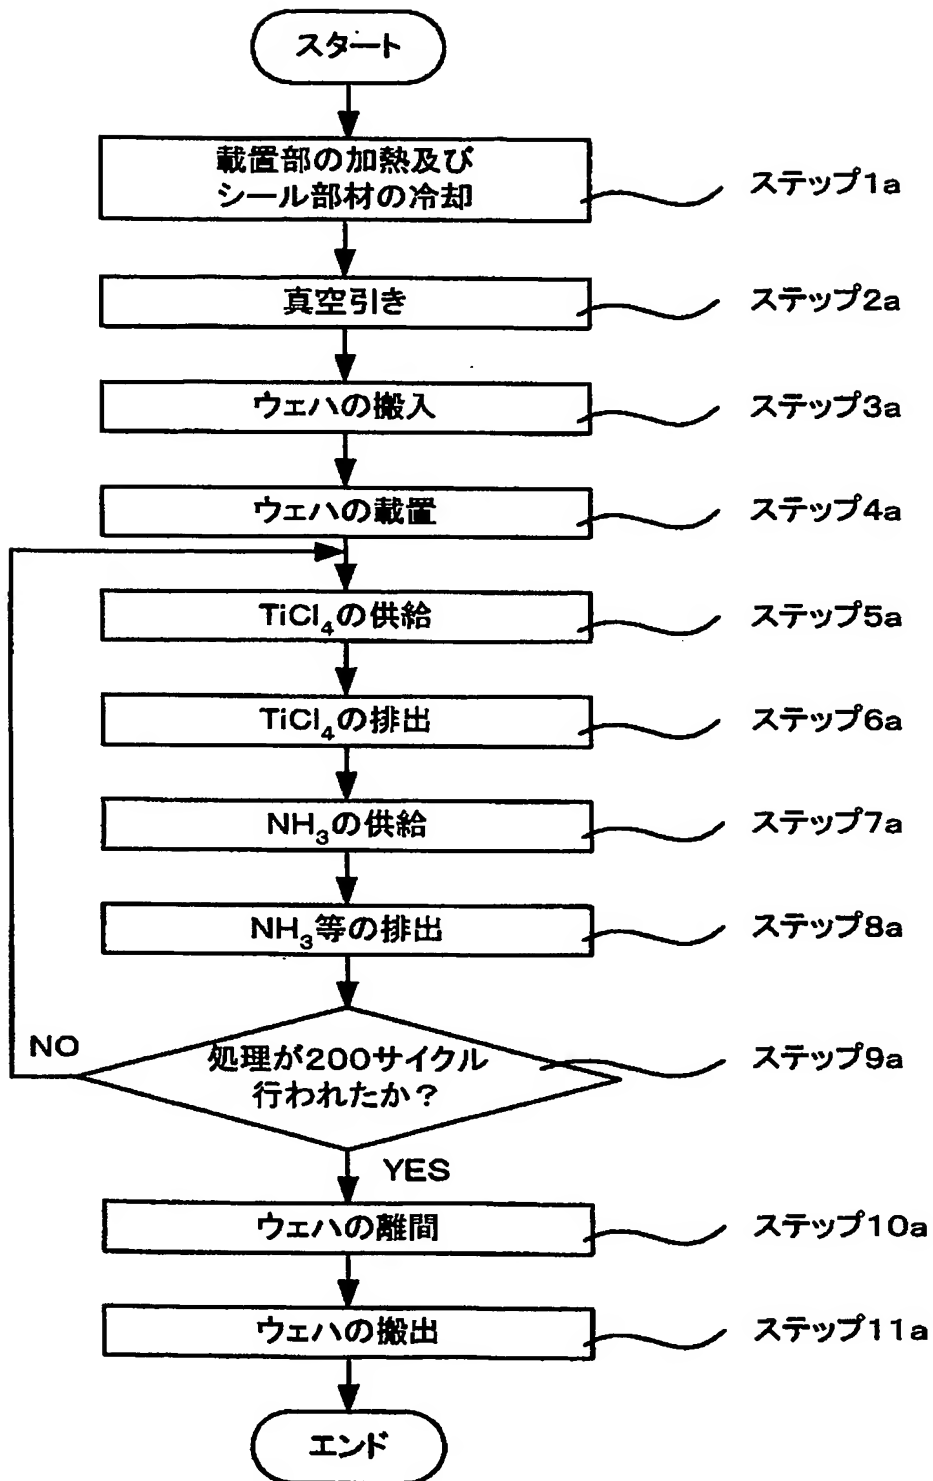 スタート
載置部の加熱及び
シール部材の冷却
ステップ1a
真空引き
ステップ2a
ウェハの搬入
ステップ3a
ウェハの載置
ステップ4a
TiCl₄の供給
ステップ5a
TiCl₄の排出
ステップ6a
NH₃の供給
ステップ7a
NH₃等の排出
ステップ8a
NO
処理が200サイクル
行われたか?
ステップ9a
YES
ウェハの離間
ステップ10a
ウェハの搬出
ステップ11a
エンド